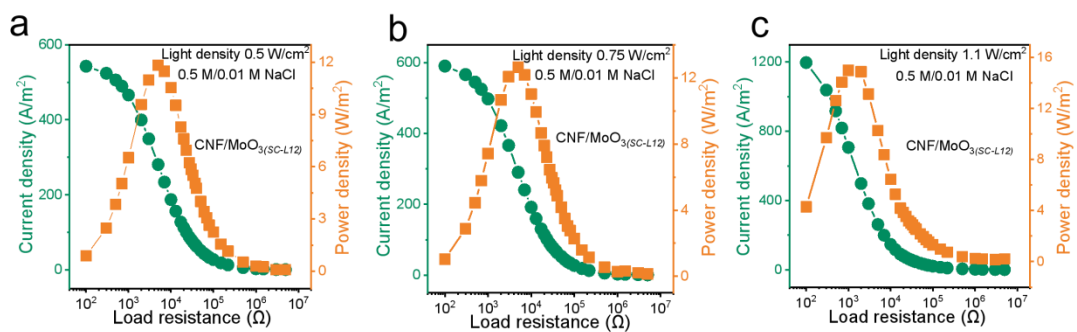 a
Light density 0.5 W/cm²
0.5 M/0.01 M NaCl
CNF/MoO₃(SC-L12)
Current density (A/m²)
600
400
200
0
Power density (W/m²)
12
9
6
3
0
10² 10³ 10⁴ 10⁵ 10⁶ 10⁷
Load resistance (Ω)
b
Light density 0.75 W/cm²
0.5 M/0.01 M NaCl
CNF/MoO₃(SC-L12)
Current density (A/m²)
600
400
200
0
Power density (W/m²)
12
8
4
0
10² 10³ 10⁴ 10⁵ 10⁶ 10⁷
Load resistance (Ω)
c
Light density 1.1 W/cm²
0.5 M/0.01 M NaCl
CNF/MoO₃(SC-L12)
Current density (A/m²)
1200
800
400
0
Power density (W/m²)
16
12
8
4
0
10² 10³ 10⁴ 10⁵ 10⁶ 10⁷
Load resistance (Ω)